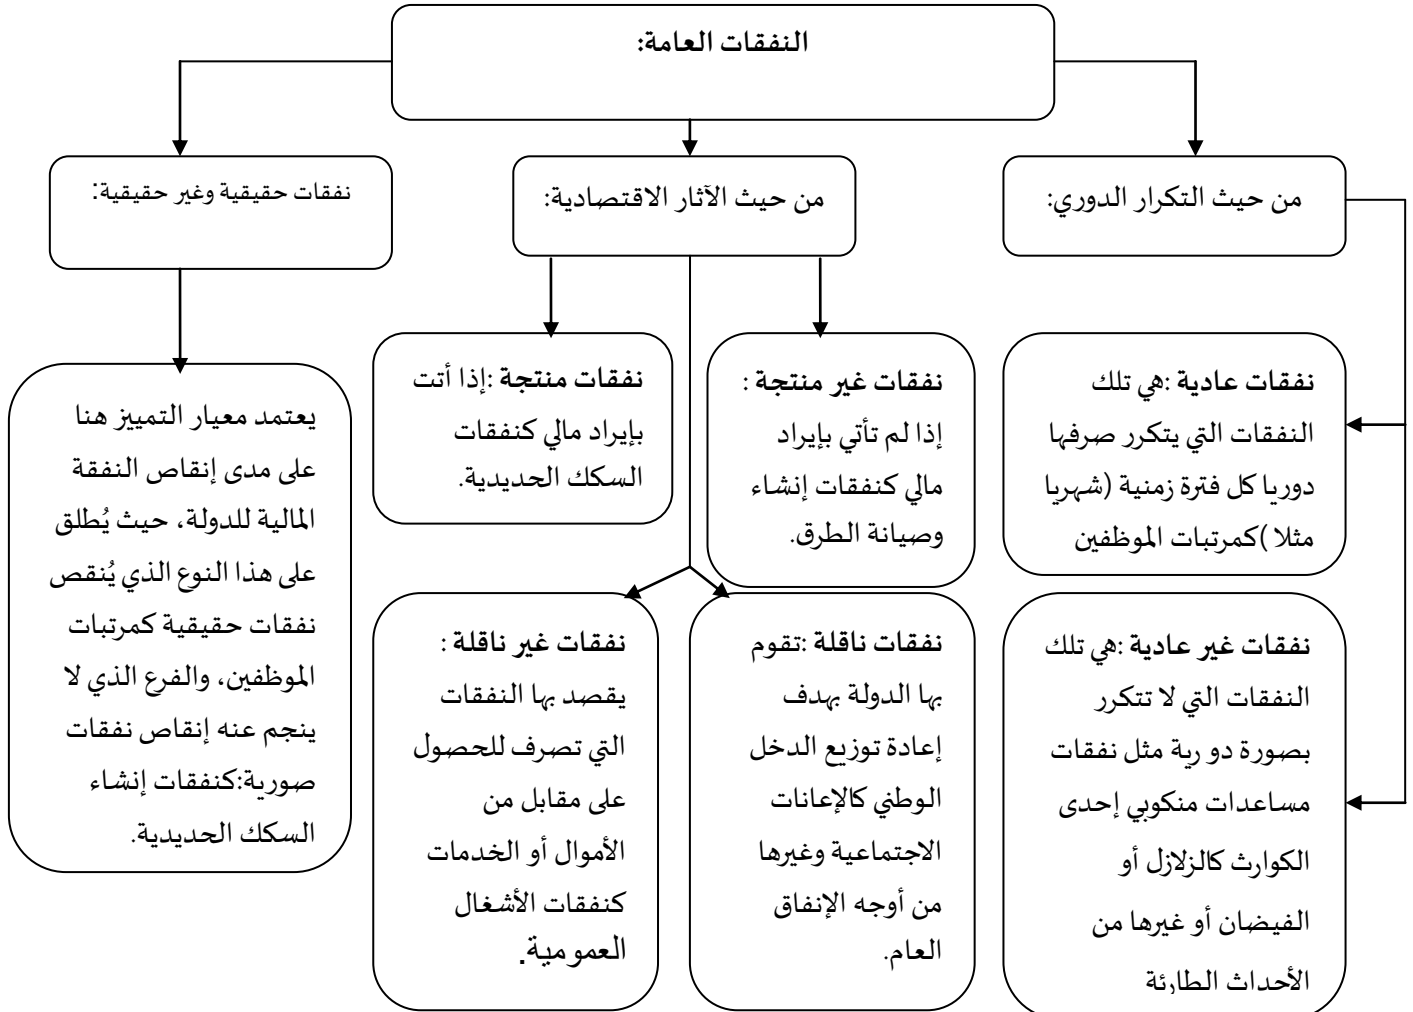 النفقات العامة:
من حيث التكرار الدوري:
من حيث الآثار الاقتصادية:
نفقات حقيقية وغير حقيقية:
نفقات عادية :هي تلك
النفقات التي يتكرر صرفها
دوريا كل فترة زمنية (شهريا
مثلا )كمرتبات الموظفين
نفقات غير عادية :هي تلك
النفقات التي لا تتكرر
بصورة دو رية مثل نفقات
مساعدات منكوبي إحدى
الكوارث كالزلازل أو
الفيضان أو غيرها من
الأحداث الطارئة
نفقات غير منتجة :
إذا لم تأتي بإيراد
مالي كنفقات إنشاء
وصيانة الطرق.
نفقات منتجة :إذا أتت
بإيراد مالي كنفقات
السكك الحديدية.
نفقات ناقلة :تقوم
بها الدولة بهدف
إعادة توزيع الدخل
الوطني كالإعانات
الاجتماعية وغيرها
من أوجه الإنفاق
العام.
نفقات غير ناقلة :
يقصد بها النفقات
التي تصرف للحصول
على مقابل من
الأموال أو الخدمات
كنفقات الأشغال
العمومية.
يعتمد معيار التمييز هنا
على مدى إنقاص النفقة
المالية للدولة، حيث يُطلق
على هذا النوع الذي يُنقص
نفقات حقيقية كمرتبات
الموظفين، والفرع الذي لا
ينجم عنه إنقاص نفقات
صورية:كنفقات إنشاء
السكك الحديدية.